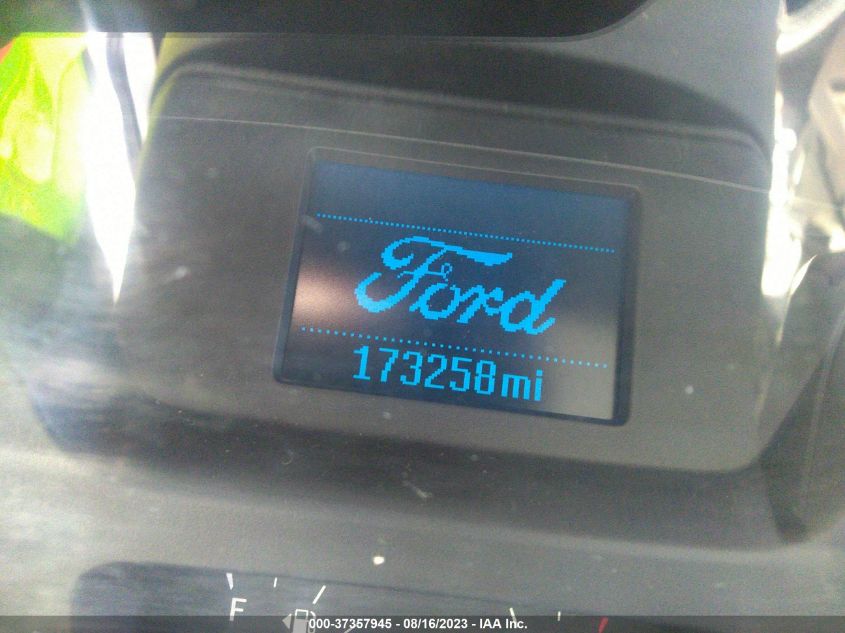 Ford
173258mi
F
000-37357945 - 08/16/2023 - IAA Inc.